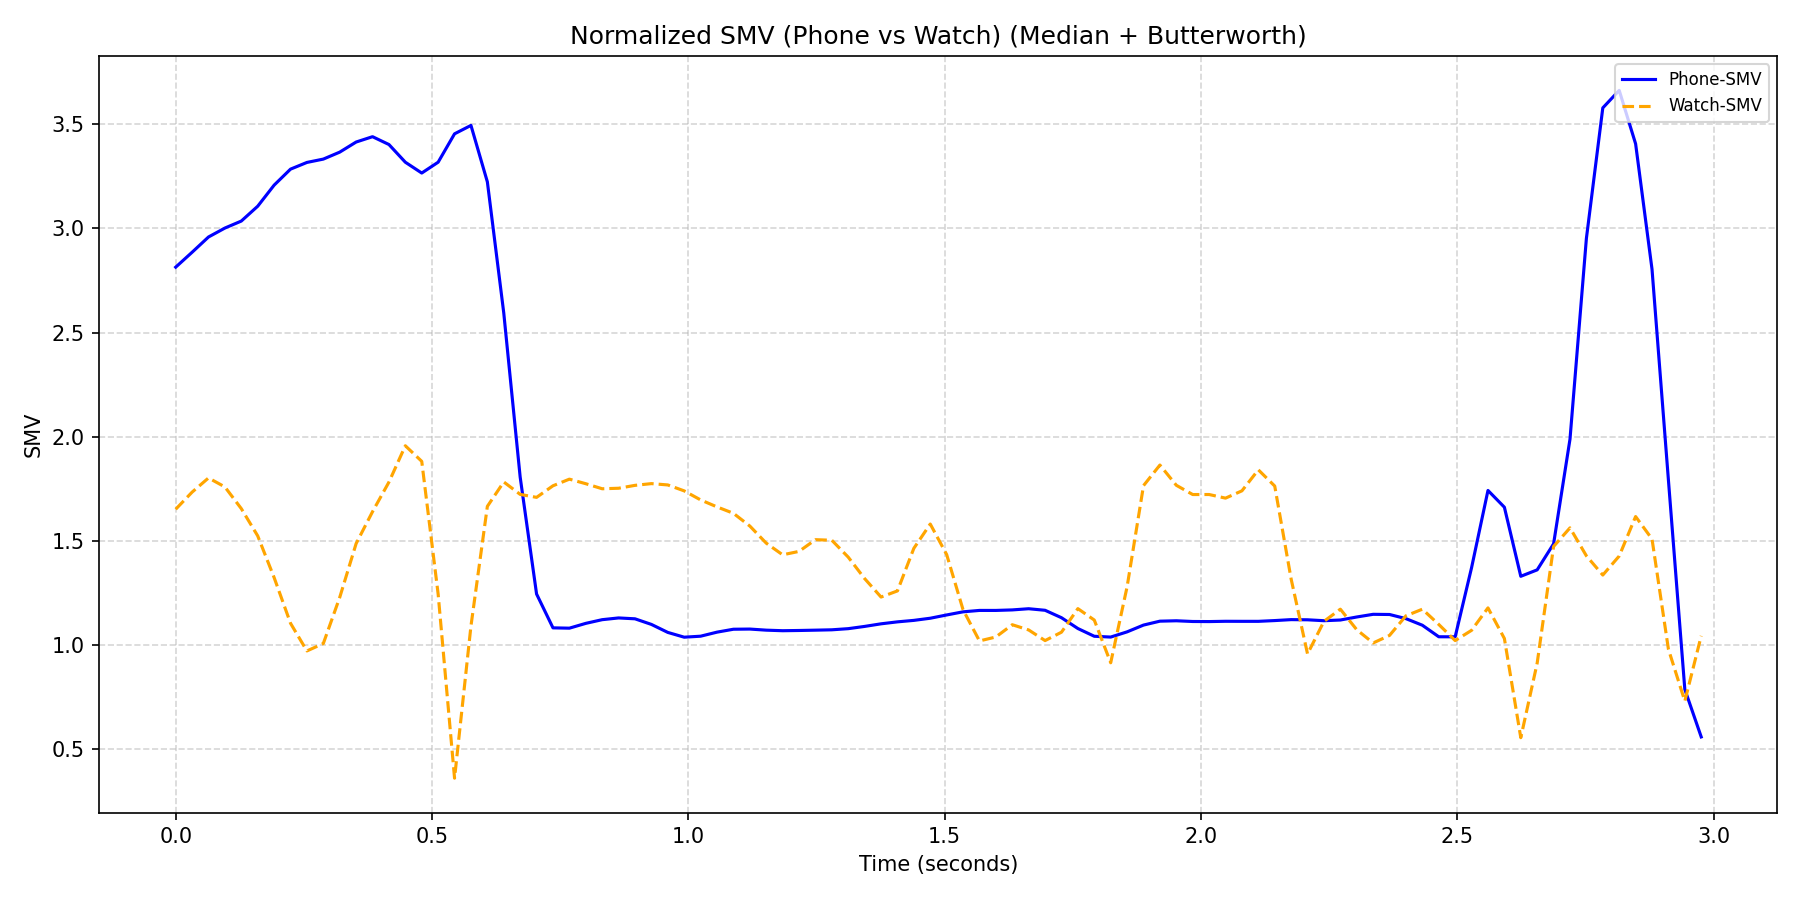 Normalized SMV (Phone vs Watch) (Median + Butterworth)
Phone-SMV
Watch-SMV
3.5
3.0
2.5
2.0
1.5
1.0
0.5
SMV
0.0 0.5 1.0 1.5 2.0 2.5 3.0
Time (seconds)